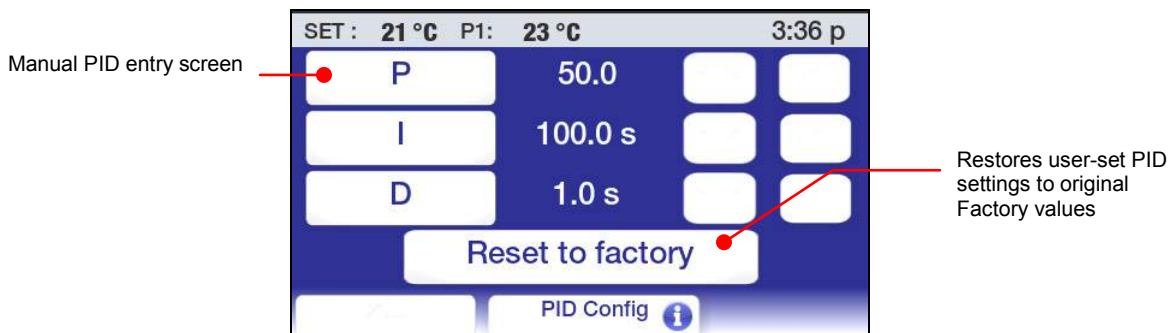 SET : 21 °C P1: 23 °C 3:36 p
Manual PID entry screen
P 50.0
I 100.0 s
D 1.0 s
Restores user-set PID
settings to original
Factory values
Reset to factory
PID Config i